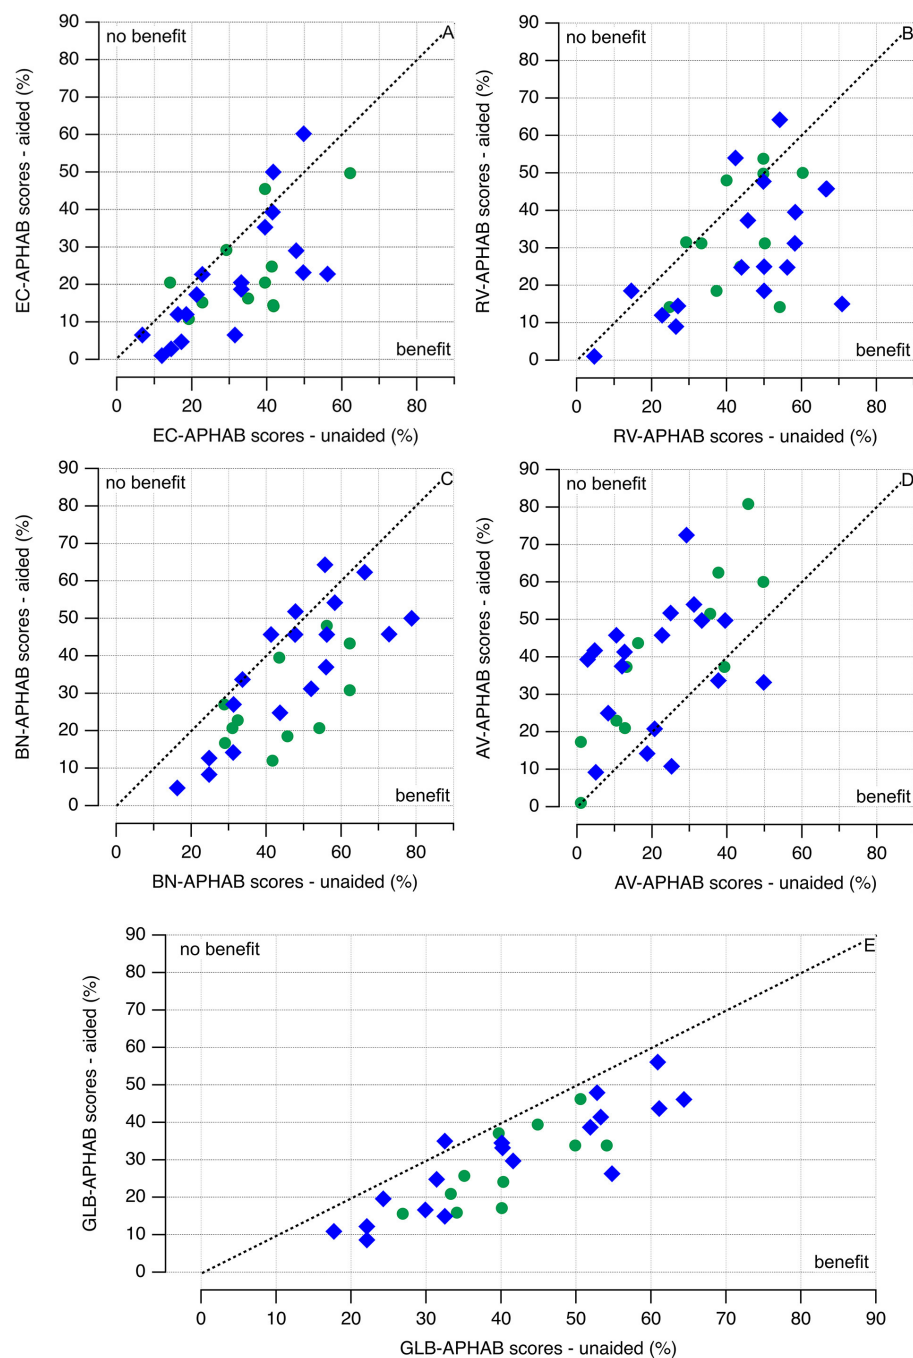 90
80
70
60
50
40
30
20
10
0
EC-APHAB scores - aided (%)
no benefit
A
benefit
0 20 40 60 80
EC-APHAB scores - unaided (%)
90
80
70
60
50
40
30
20
10
0
RV-APHAB scores - aided (%)
no benefit
B
benefit
0 20 40 60 80
RV-APHAB scores - unaided (%)
90
80
70
60
50
40
30
20
10
0
BN-APHAB scores - aided (%)
no benefit
C
benefit
0 20 40 60 80
BN-APHAB scores - unaided (%)
90
80
70
60
50
40
30
20
10
0
AV-APHAB scores - aided (%)
no benefit
D
benefit
0 20 40 60 80
AV-APHAB scores - unaided (%)
90
80
70
60
50
40
30
20
10
0
GLB-APHAB scores - aided (%)
no benefit
E
benefit
0 10 20 30 40 50 60 70 80 90
GLB-APHAB scores - unaided (%)